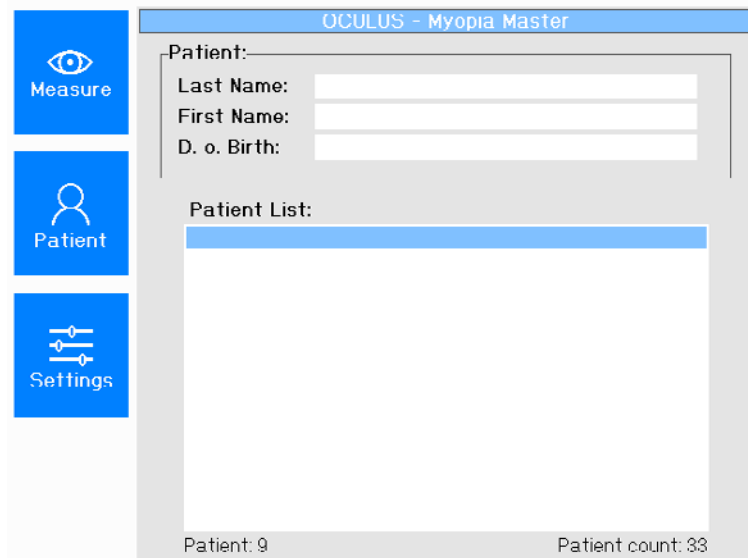 OCULUS - Myopia Master
Measure
Patient
Settings
Patient:
Last Name:
First Name:
D. o. Birth:
Patient List:
Patient: 9
Patient count: 33